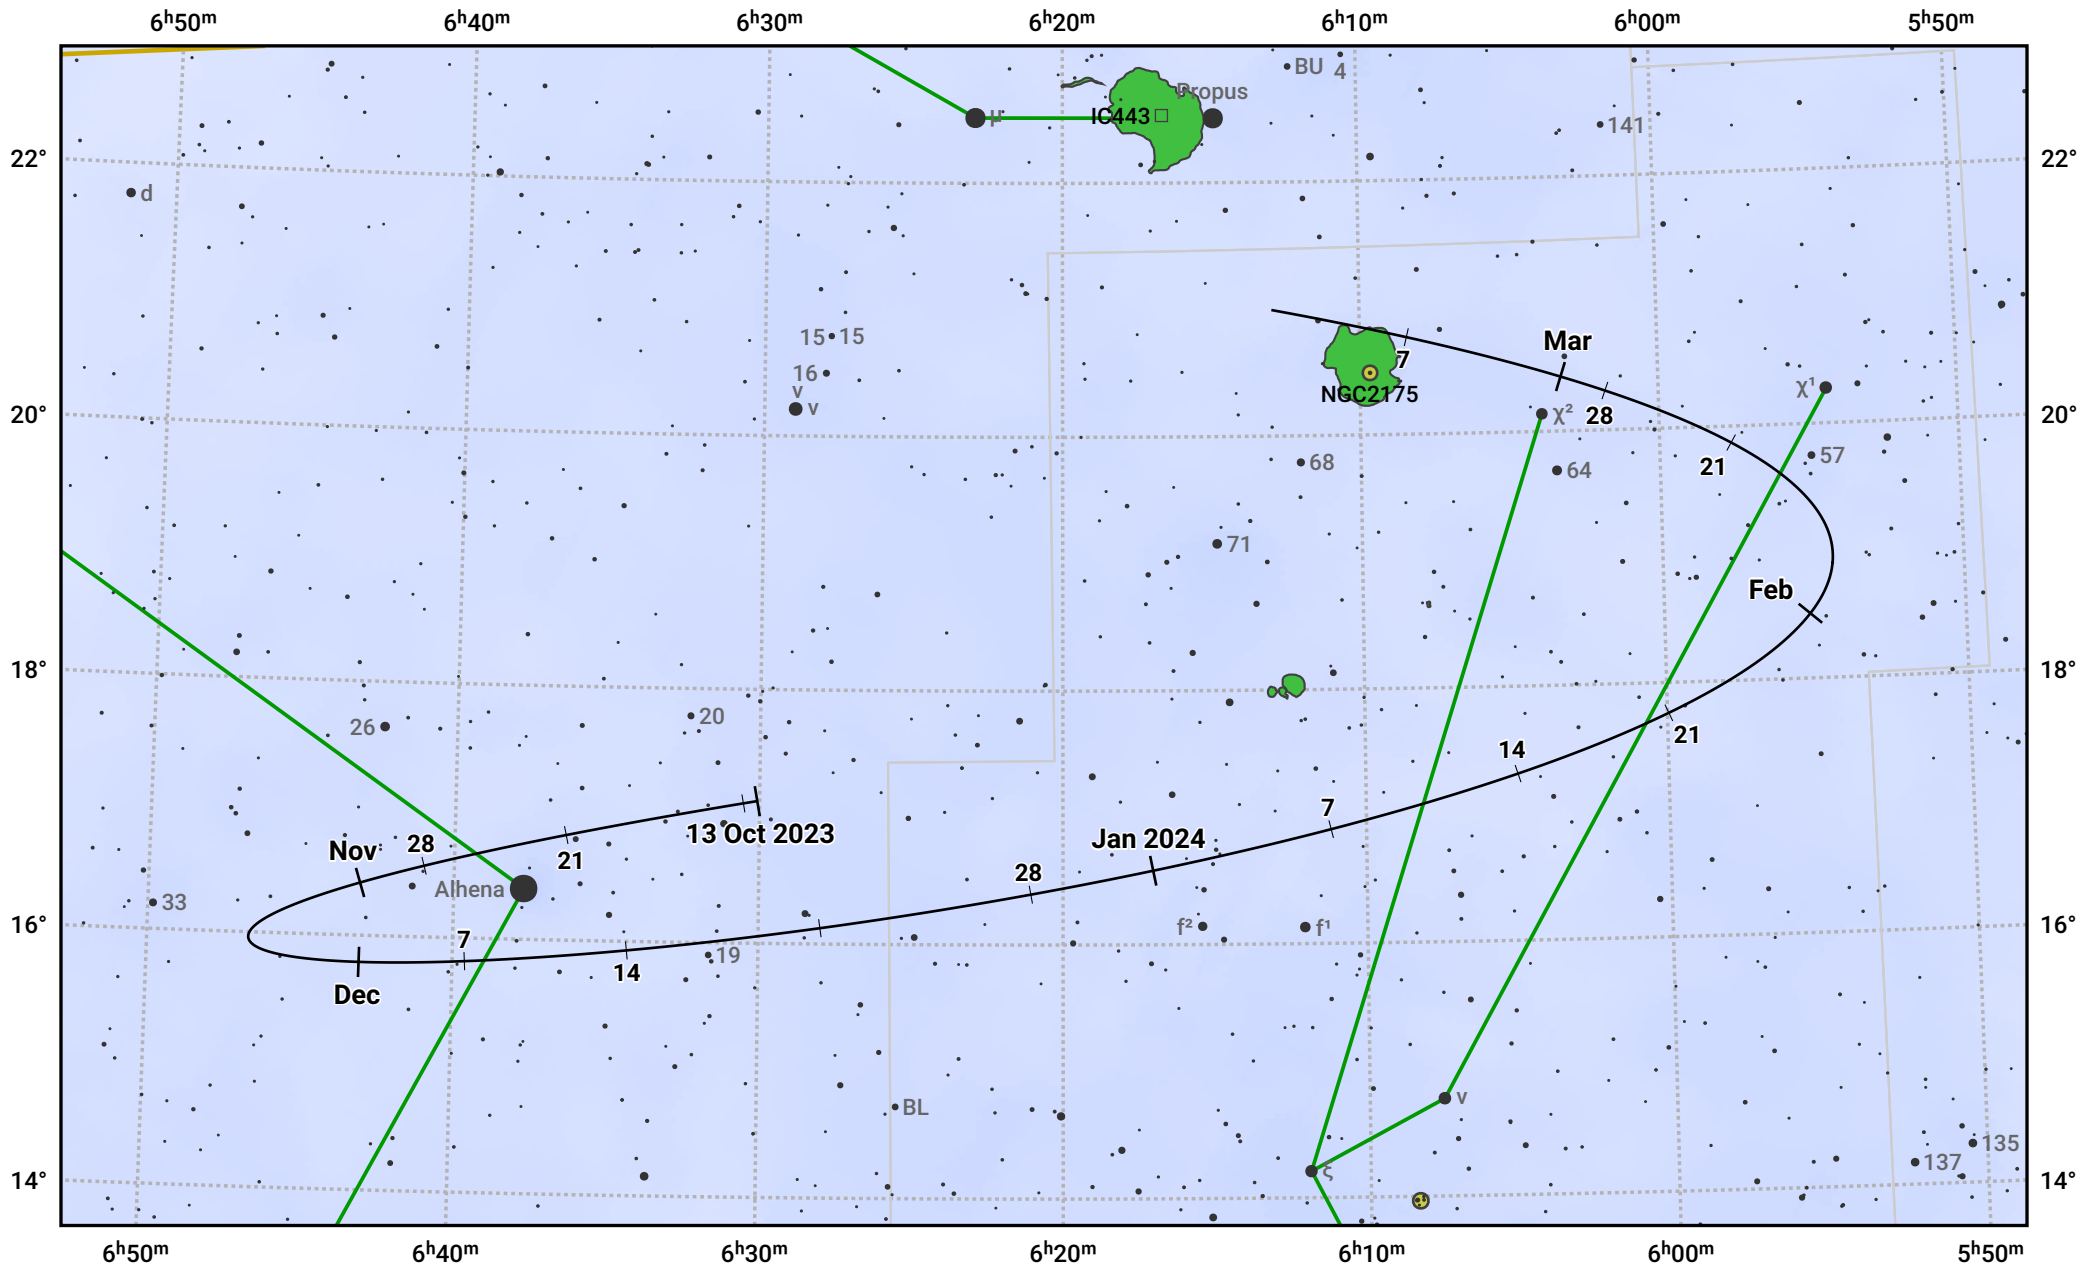 6ʰ50ᵐ 6ʰ40ᵐ 6ʰ30ᵐ 6ʰ20ᵐ 6ʰ10ᵐ 6ʰ00ᵐ 5ʰ50ᵐ
BU 4
Propus
μ IC443
141
22° 22°
d
15 15
Mar
7
16
ν
ν
χ¹
NGC2175
20° 20°
χ² 28
57
21
68 64
71
Feb
18° 18°
26 20
21
14
7
13 Oct 2023
Jan 2024
Nov 28
21
28
Alhena
33
f² f¹
16° 16°
7
19
14
Dec
BL
ν
135
137
ξ
14° 14°
6ʰ50ᵐ 6ʰ40ᵐ 6ʰ30ᵐ 6ʰ20ᵐ 6ʰ10ᵐ 6ʰ00ᵐ 5ʰ50ᵐ